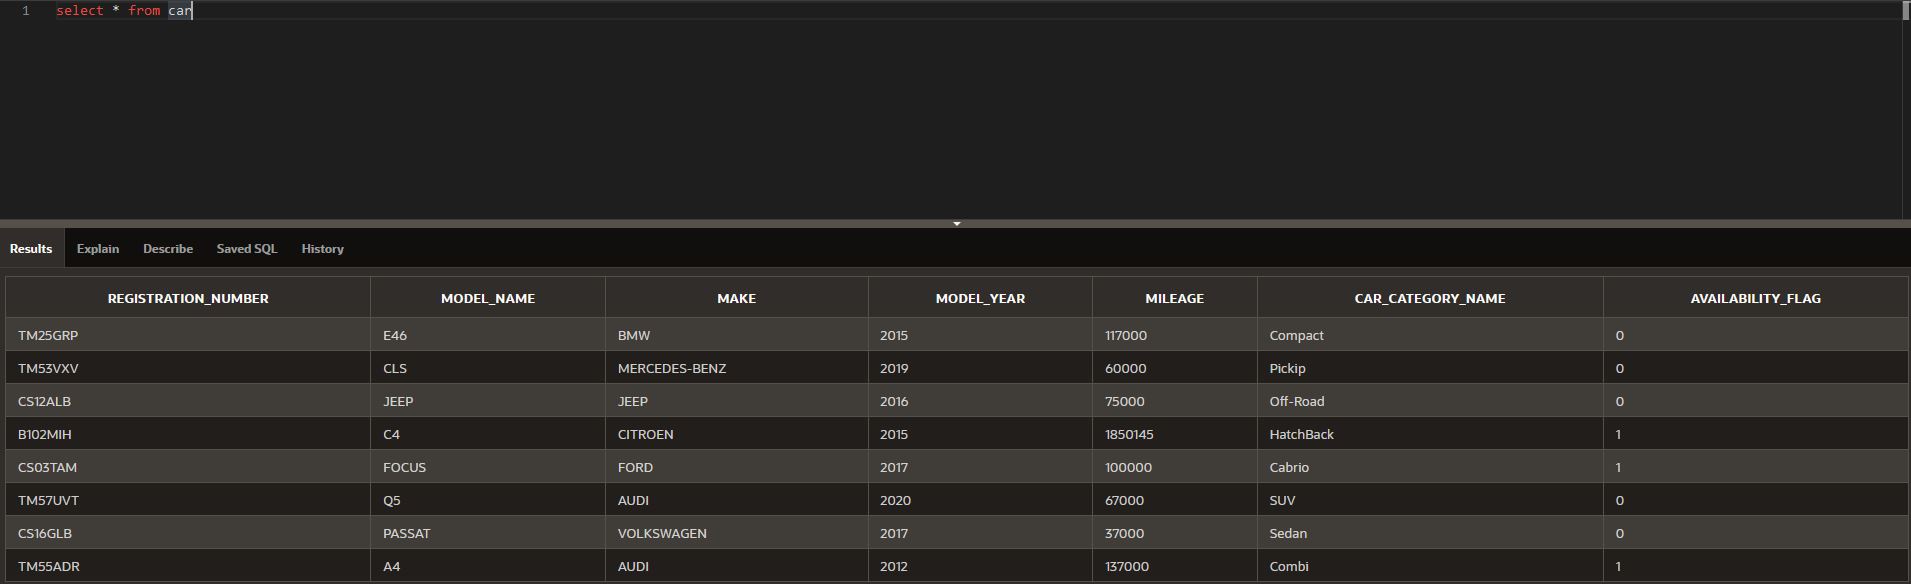 1 select * from car
Results Explain Describe Saved SQL History
REGISTRATION_NUMBER MODEL_NAME MAKE MODEL_YEAR MILEAGE CAR_CATEGORY_NAME AVAILABILITY_FLAG
TM25GRP E46 BMW 2015 117000 Compact 0
TM53VXV CLS MERCEDES-BENZ 2019 60000 Pickip 0
CS12ALB JEEP JEEP 2016 75000 Off-Road 0
B102MIH C4 CITROEN 2015 1850145 HatchBack 1
CS03TAM FOCUS FORD 2017 100000 Cabrio 1
TM57UVT Q5 AUDI 2020 67000 SUV 0
CS16GLB PASSAT VOLKSWAGEN 2017 37000 Sedan 0
TM55ADR A4 AUDI 2012 137000 Combi 1